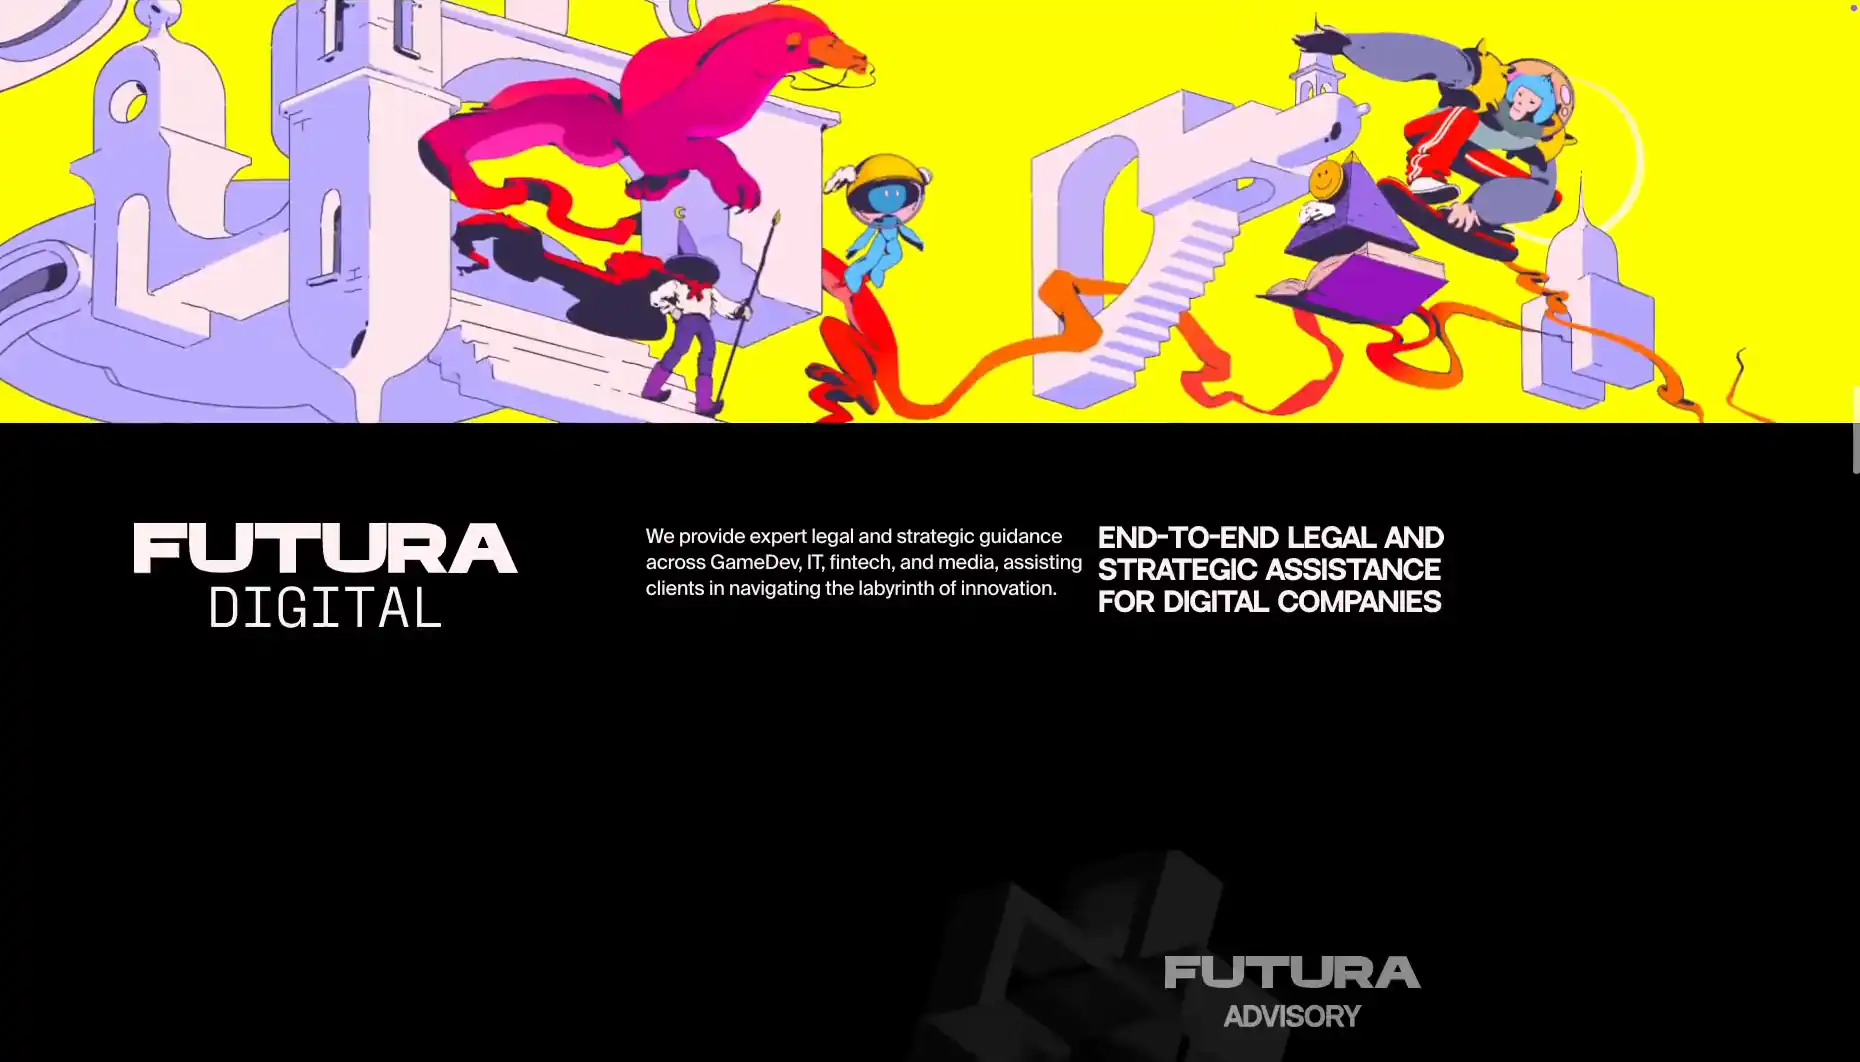 FUTURA
DIGITAL
We provide expert legal and strategic guidance
across GameDev, IT, fintech, and media, assisting
clients in navigating the labyrinth of innovation.
END-TO-END LEGAL AND
STRATEGIC ASSISTANCE
FOR DIGITAL COMPANIES
FUTURA
ADVISORY